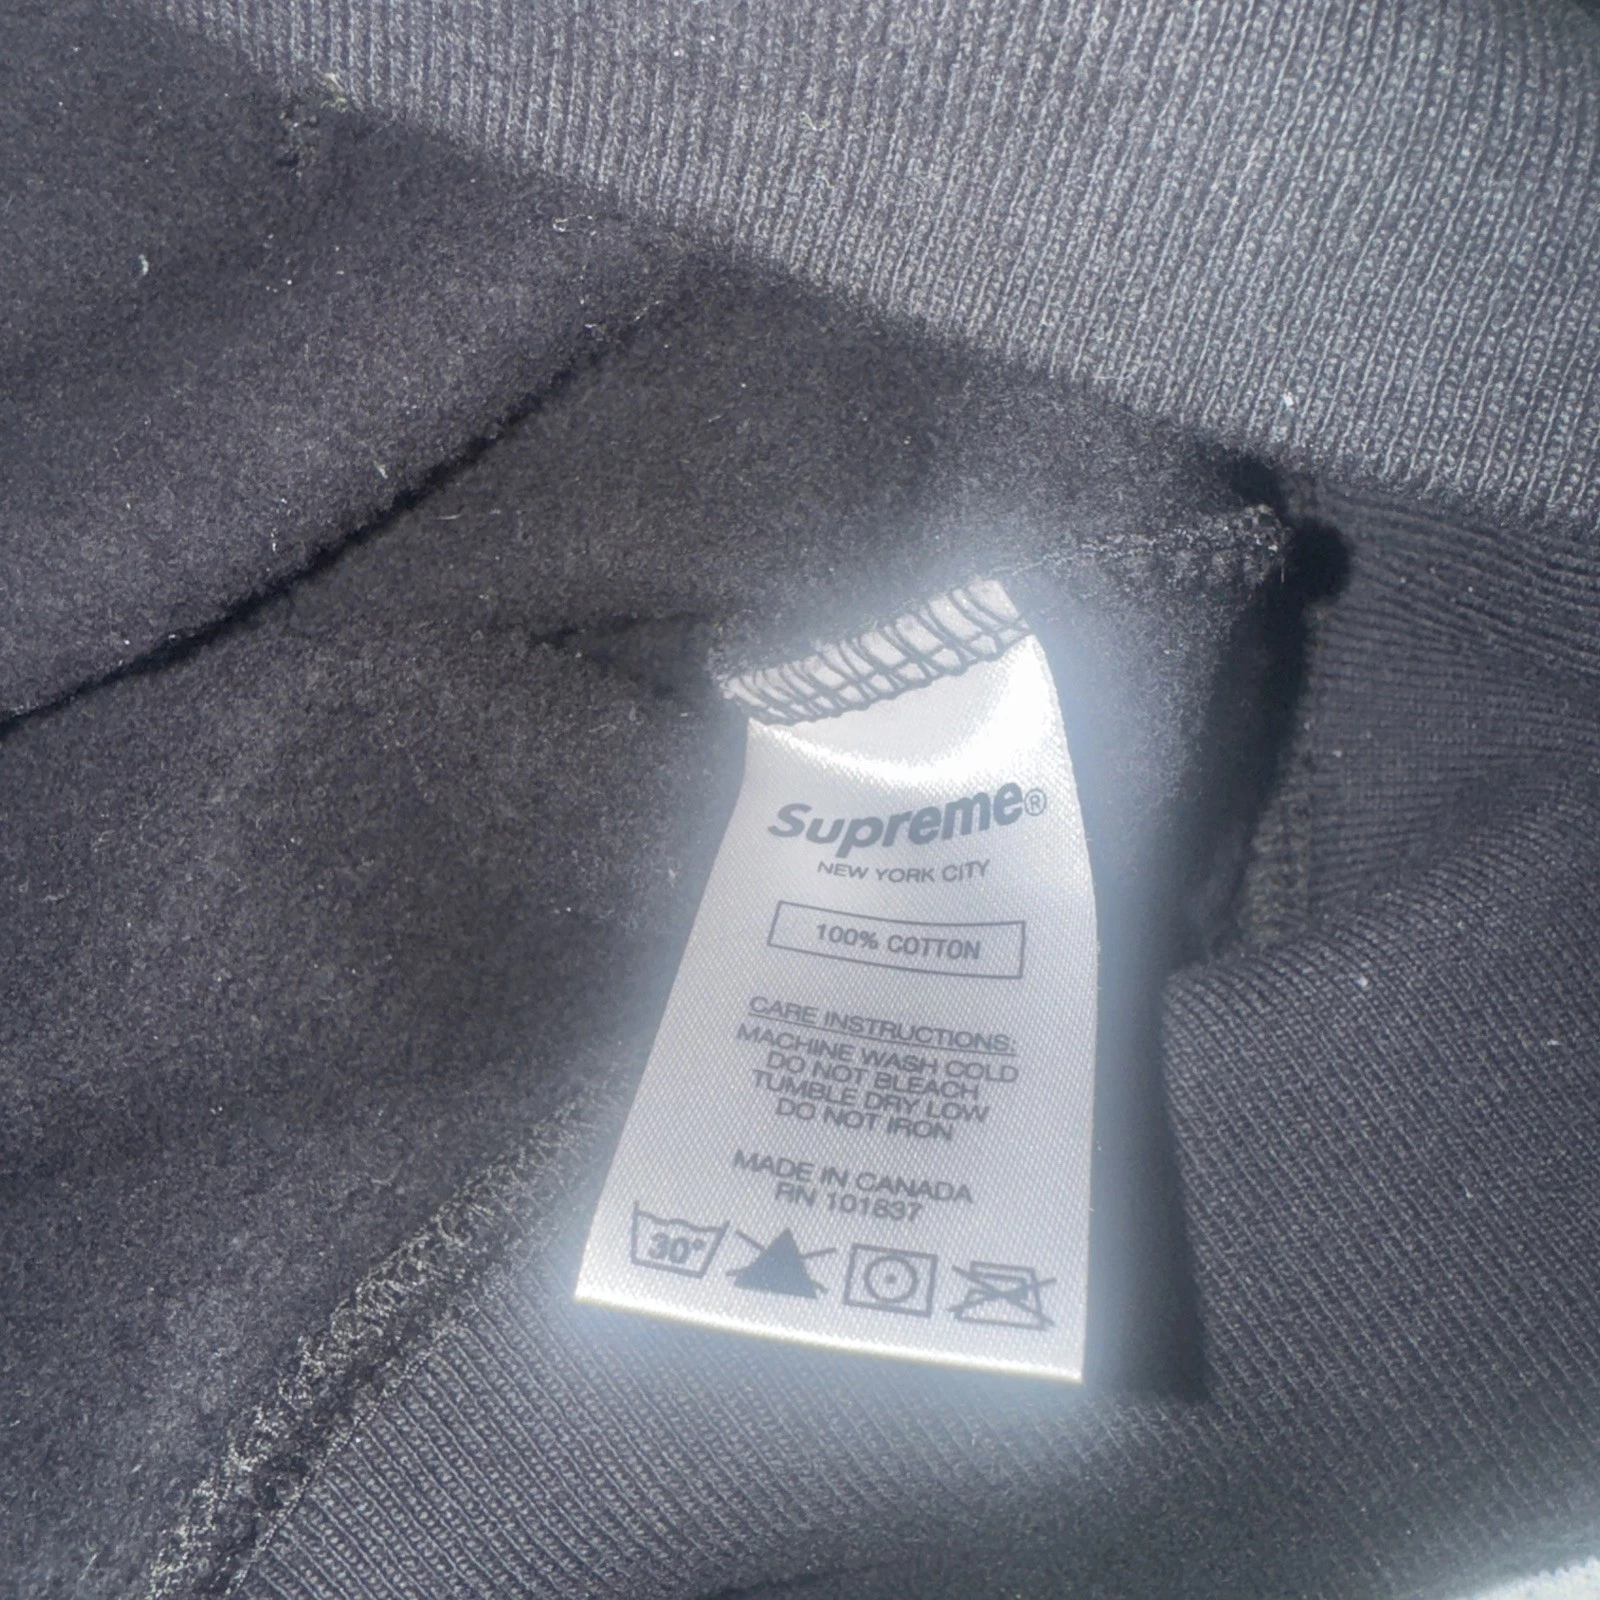 Supreme®
NEW YORK CITY
100% COTTON
CARE INSTRUCTIONS:
MACHINE WASH COLD
DO NOT BLEACH
TUMBLE DRY LOW
DO NOT IRON
MADE IN CANADA
RN 101837
30°